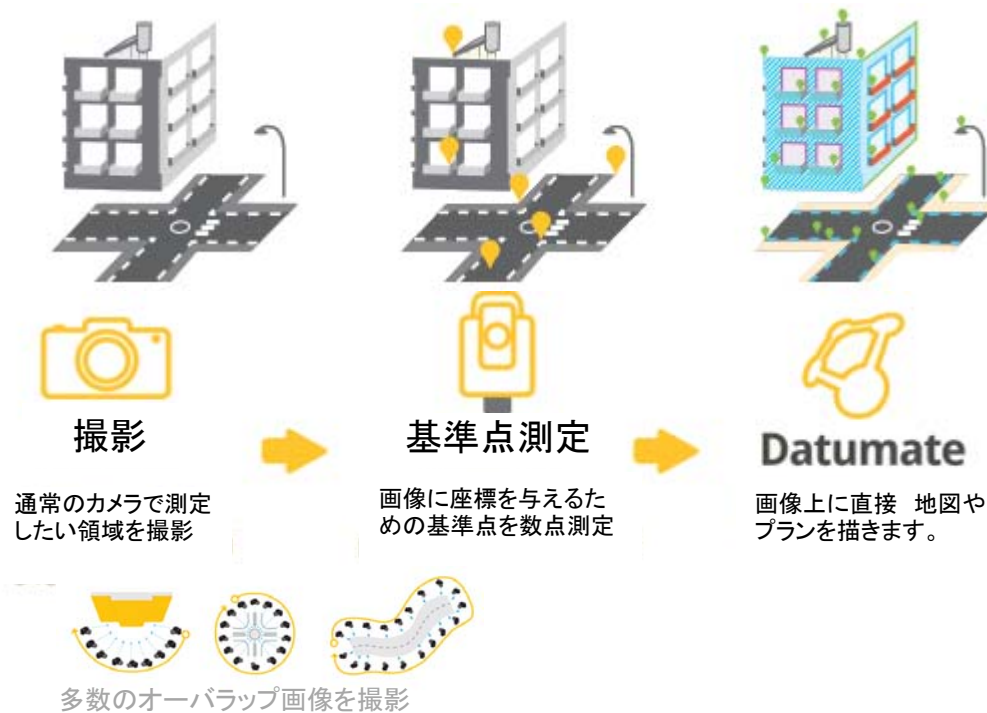 撮影
基準点測定
Datumate
通常のカメラで測定
したい領域を撮影
画像に座標を与えるた
めの基準点を数点測定
画像上に直接　地図や
プランを描きます。
多数のオーバラップ画像を撮影